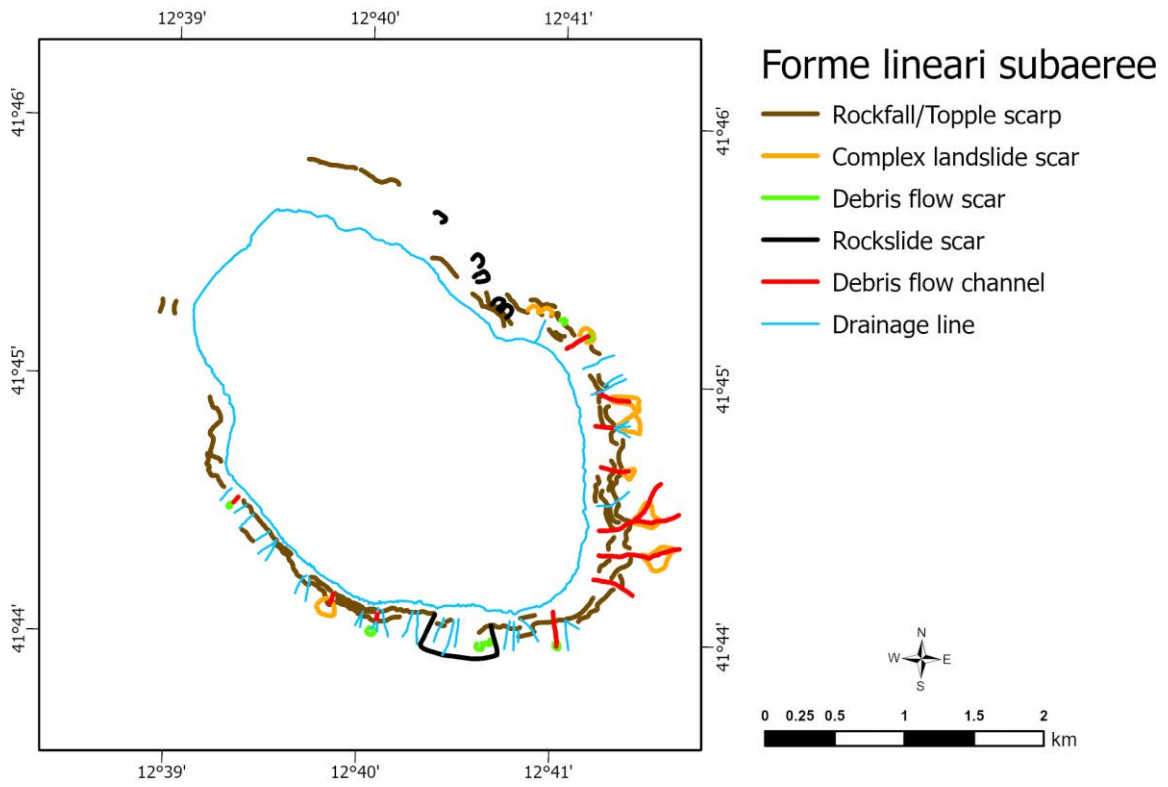 12°39' 12°40' 12°41'
41°46' 41°46'
41°45' 41°45'
41°44' 41°44'
12°39' 12°40' 12°41'
Forme lineari subaeree
Rockfall/Topple scarp
Complex landslide scar
Debris flow scar
Rockslide scar
Debris flow channel
Drainage line
N
W E
S
0 0.25 0.5 1 1.5 2
km